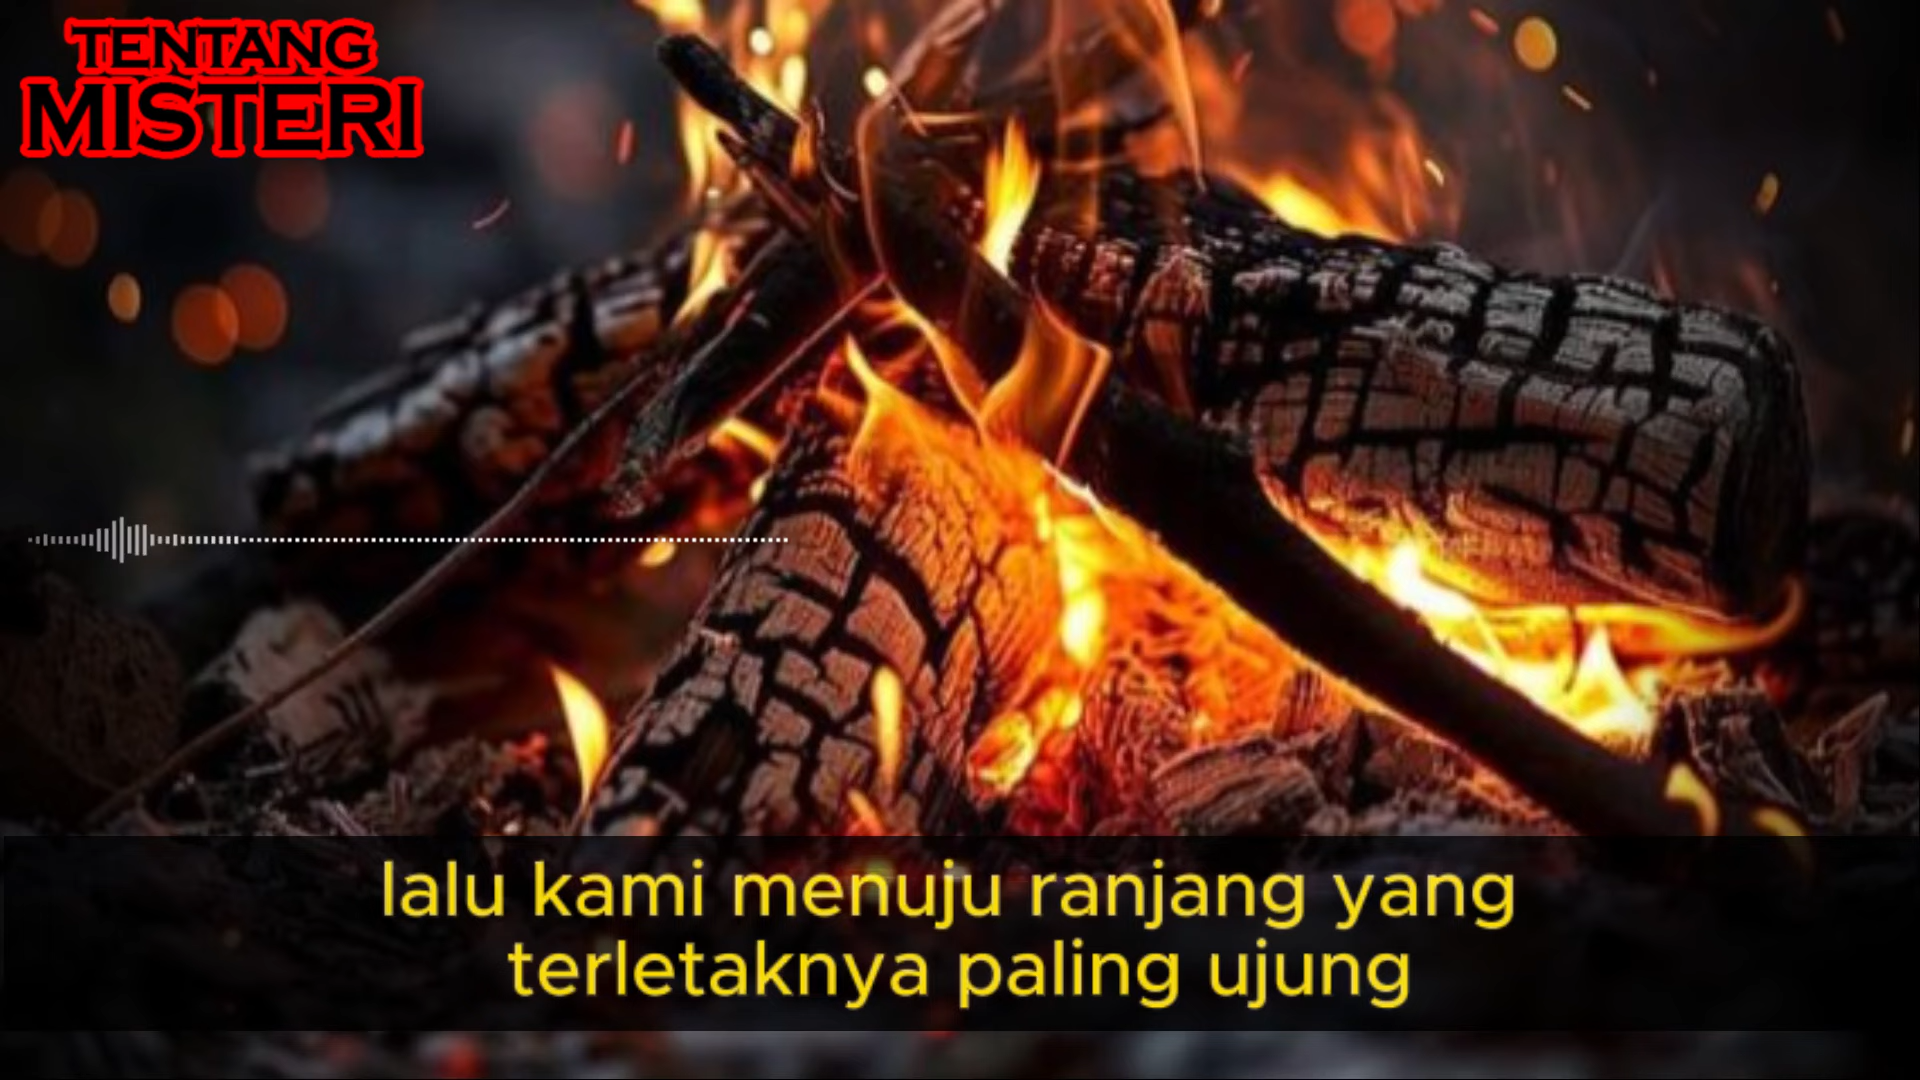 TENTANG
MISTERI
lalu kami menuju ranjang yang
terletaknya paling ujung